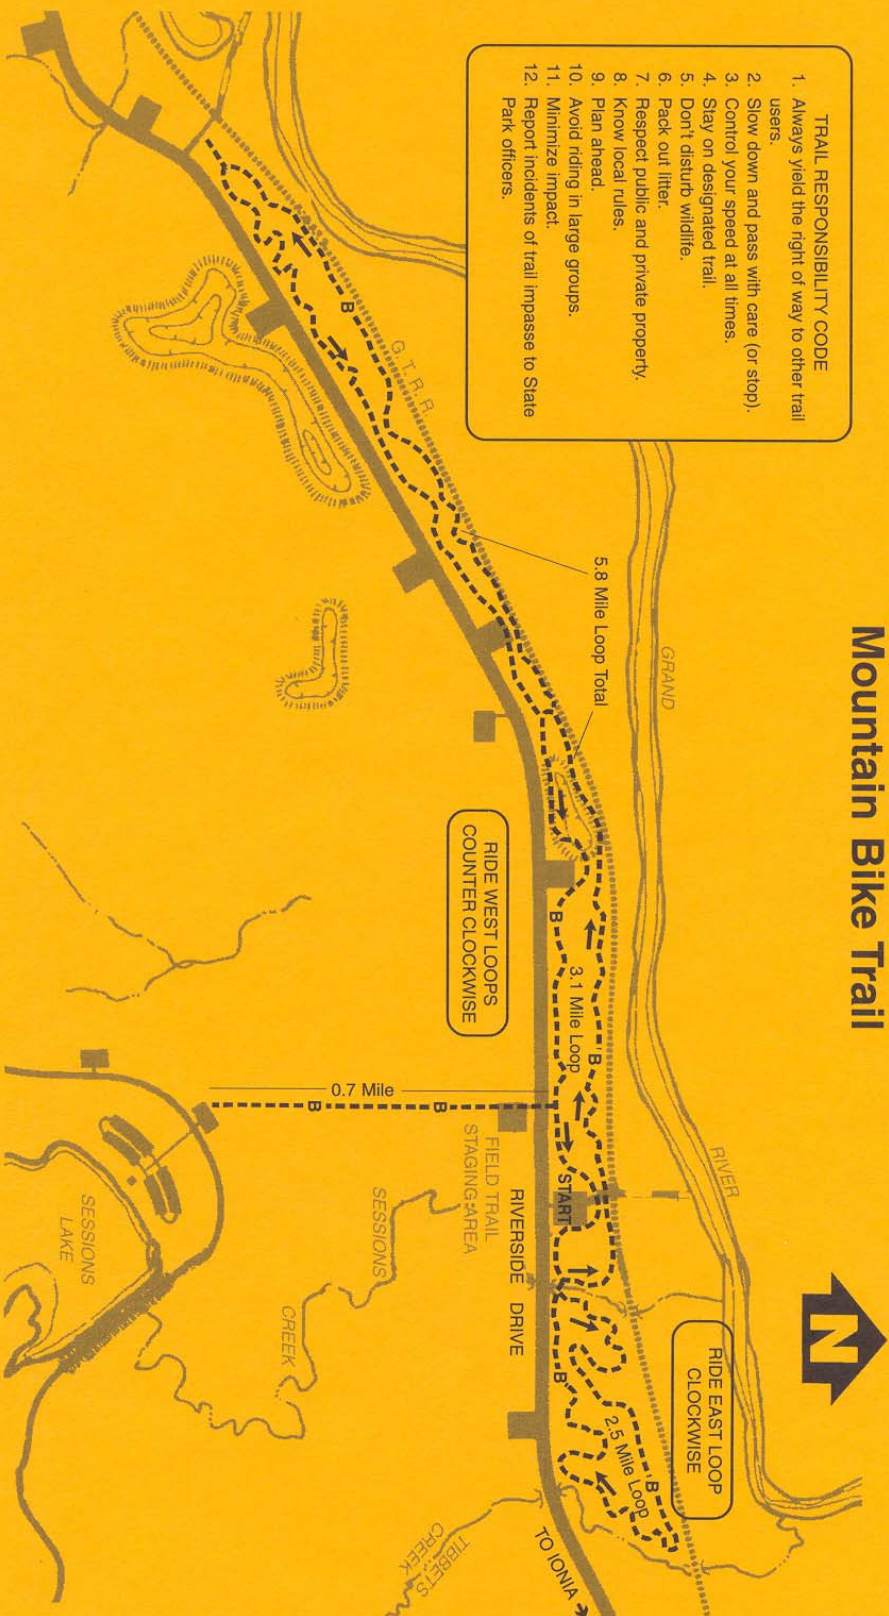 Mountain Bike Trail
N
TRAIL RESPONSIBILITY CODE
1. Always yield the right of way to other trail
users.
2. Slow down and pass with care (or stop).
3. Control your speed at all times.
4. Stay on designated trail.
5. Don't disturb wildlife.
6. Pack out litter.
7. Respect public and private property.
8. Know local rules.
9. Plan ahead.
10. Avoid riding in large groups.
11. Minimize impact.
12. Report incidents of trail impasse to State
Park officers.
GRAND
RIVER
RIDE EAST LOOP
CLOCKWISE
G.T.R.R.
5.8 Mile Loop Total
B
B
B
3.1 Mile Loop
START
B
B
2.5 Mile Loop
RIDE WEST LOOPS
COUNTER CLOCKWISE
RIVERSIDE DRIVE
TO IONIA
FIELD TRAIL
STAGING AREA
0.7 Mile
B
B
SESSIONS
CREEK
TIBBETS
CREEK
SESSIONS
LAKE